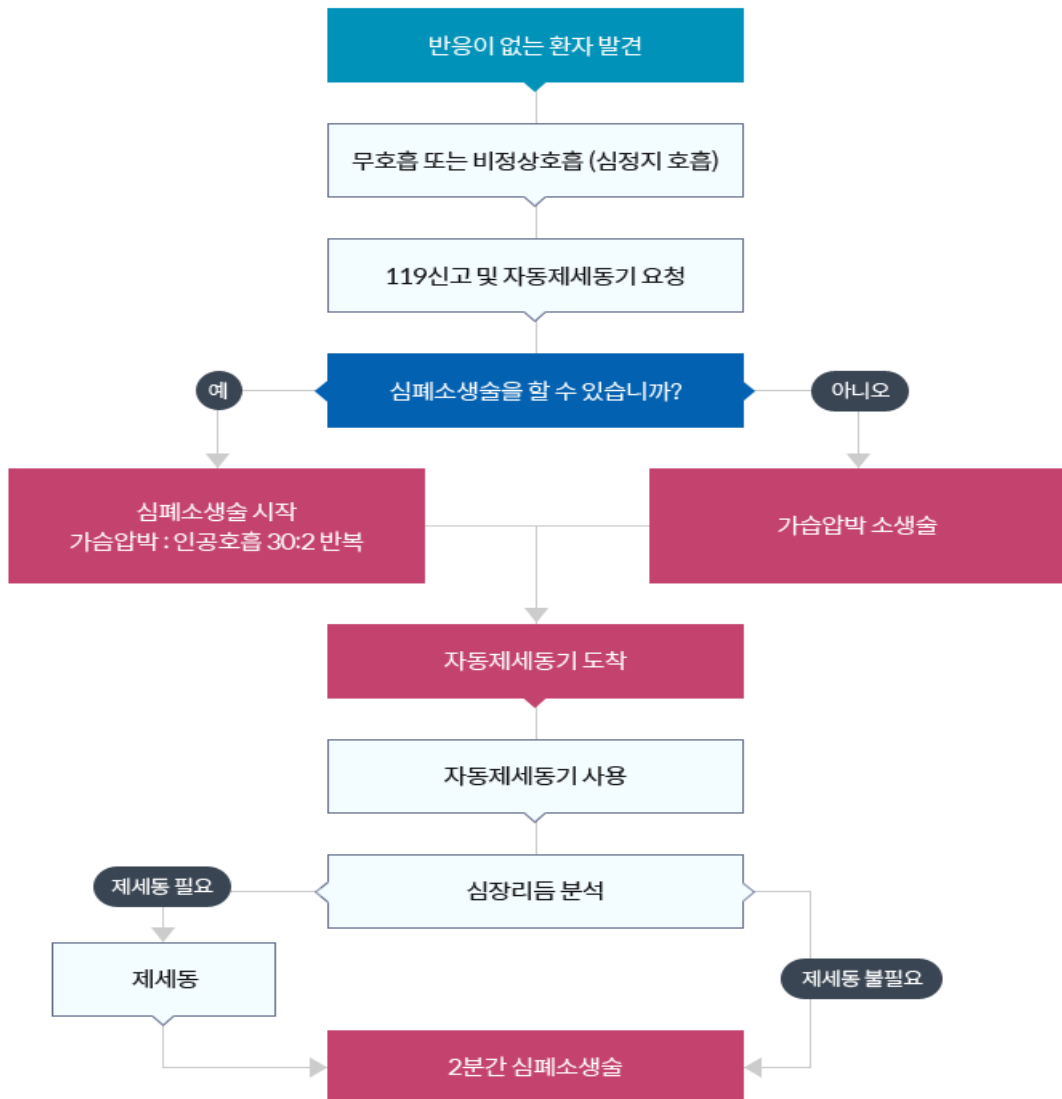 반응이 없는 환자 발견
무호흡 또는 비정상호흡 (심정지 호흡)
119신고 및 자동제세동기 요청
예
심폐소생술을 할 수 있습니까?
아니오
심폐소생술 시작
가슴압박 : 인공호흡 30:2 반복
가습압박 소생술
자동제세동기 도착
자동제세동기 사용
제세동 필요
심장리듬 분석
제세동
제세동 불필요
2분간 심폐소생술